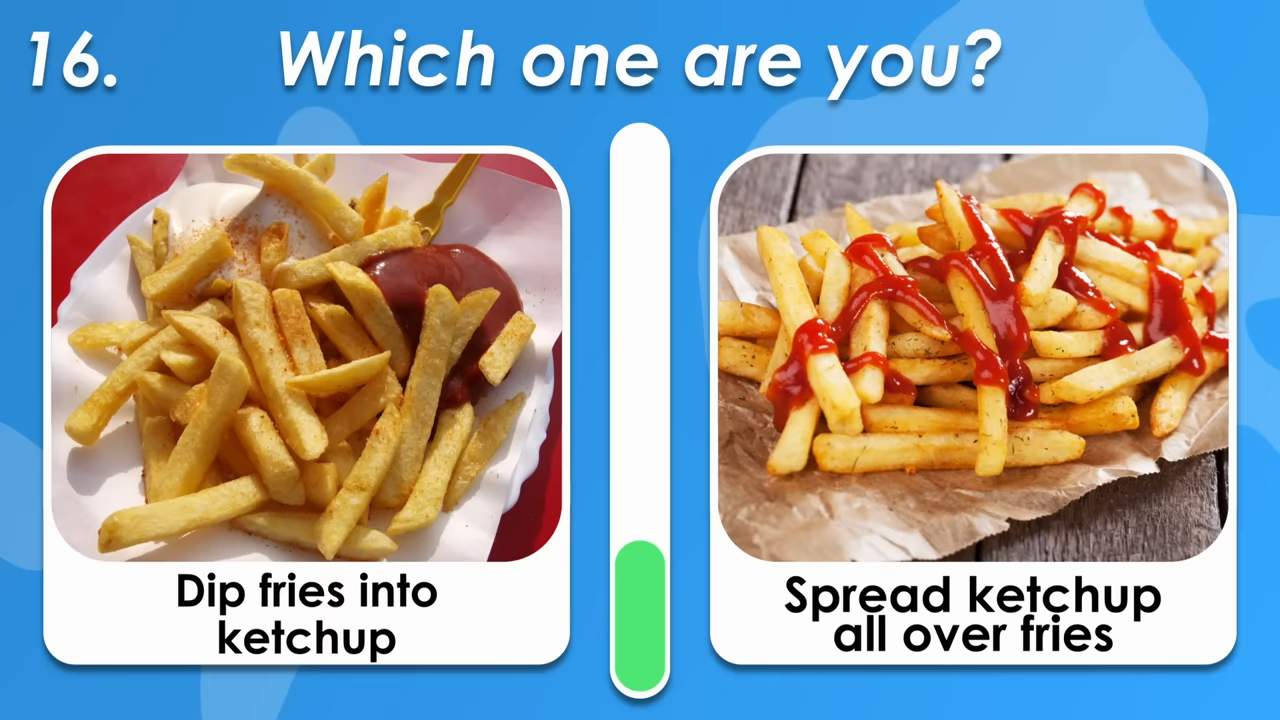 16.
Which one are you?
Dip fries into
ketchup
Spread ketchup
all over fries